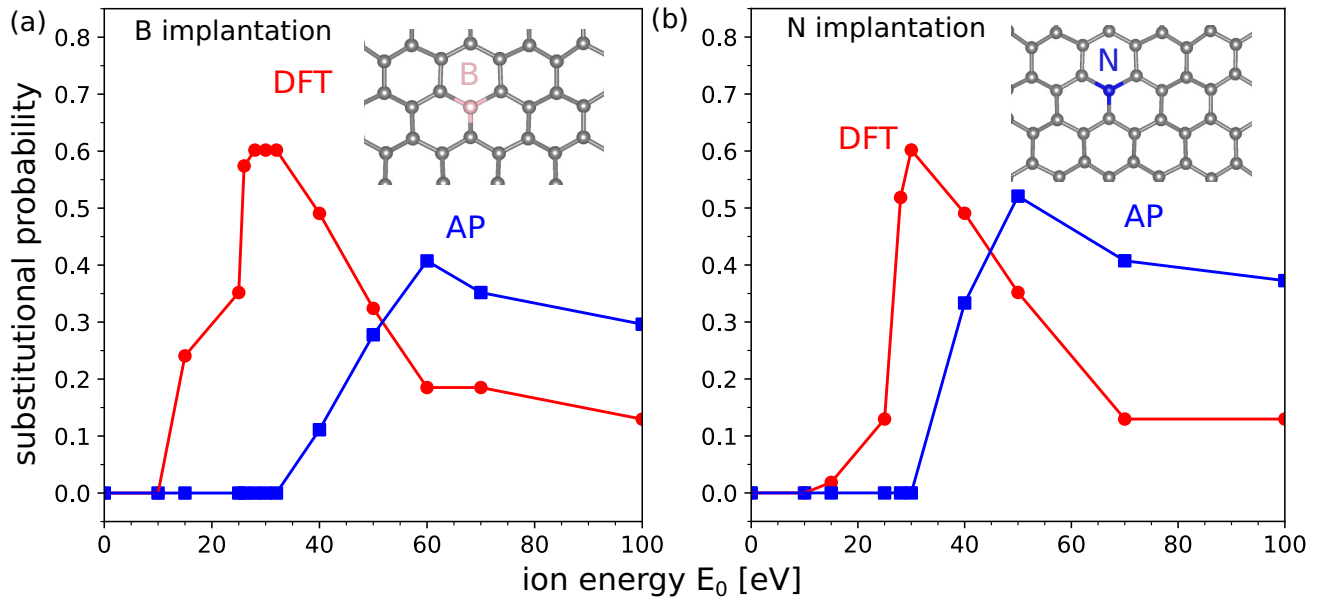 (a)
B implantation
DFT
B
AP
0.8
0.7
0.6
0.5
0.4
0.3
0.2
0.1
0.0
0
20
40
60
80
100
substitutional probability
(b)
N implantation
DFT
N
AP
0.8
0.7
0.6
0.5
0.4
0.3
0.2
0.1
0.0
0
20
40
60
80
100
ion energy E₀ [eV]